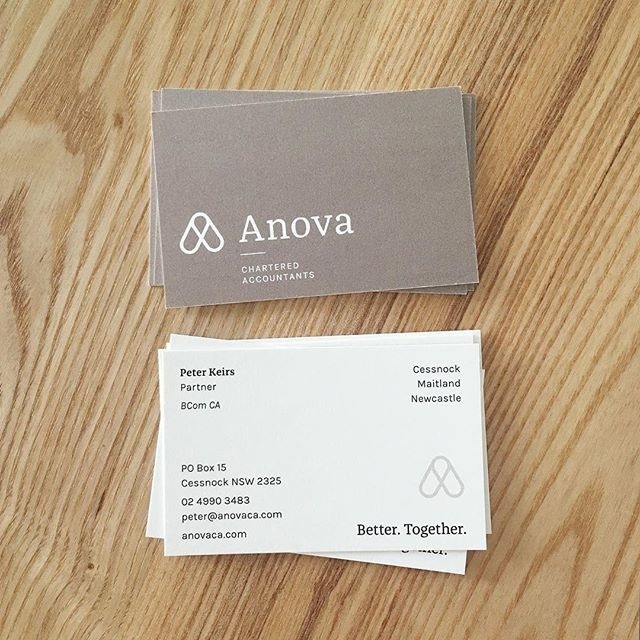 Anova
CHARTERED
ACCOUNTANTS
Peter Keirs
Partner
BCom CA
Cessnock
Maitland
Newcastle
PO Box 15
Cessnock NSW 2325
02 4990 3483
peter@anovaca.com
anovaca.com
Better. Together.